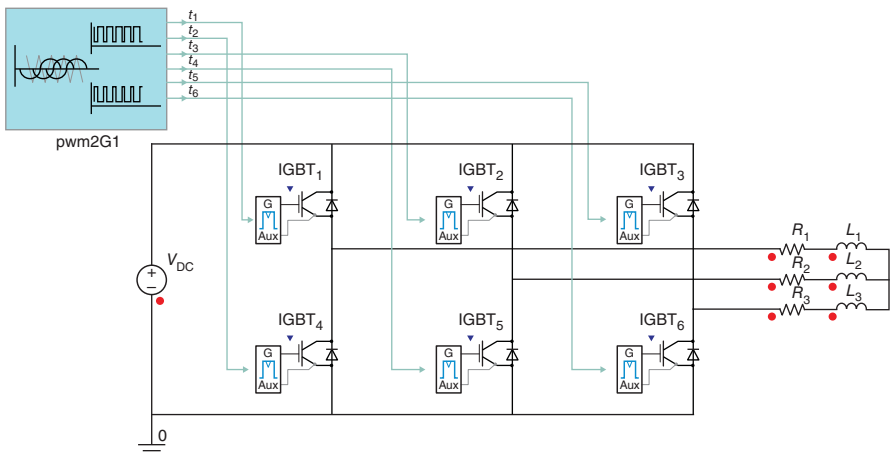 t₁
t₂
t₃
t₄
t₅
t₆
pwm2G1
IGBT₁
IGBT₂
IGBT₃
G
G
G
Aux
Aux
Aux
R₁
L₁
R₂
L₂
R₃
L₃
V_DC
+
−
IGBT₄
IGBT₅
IGBT₆
G
G
G
Aux
Aux
Aux
0